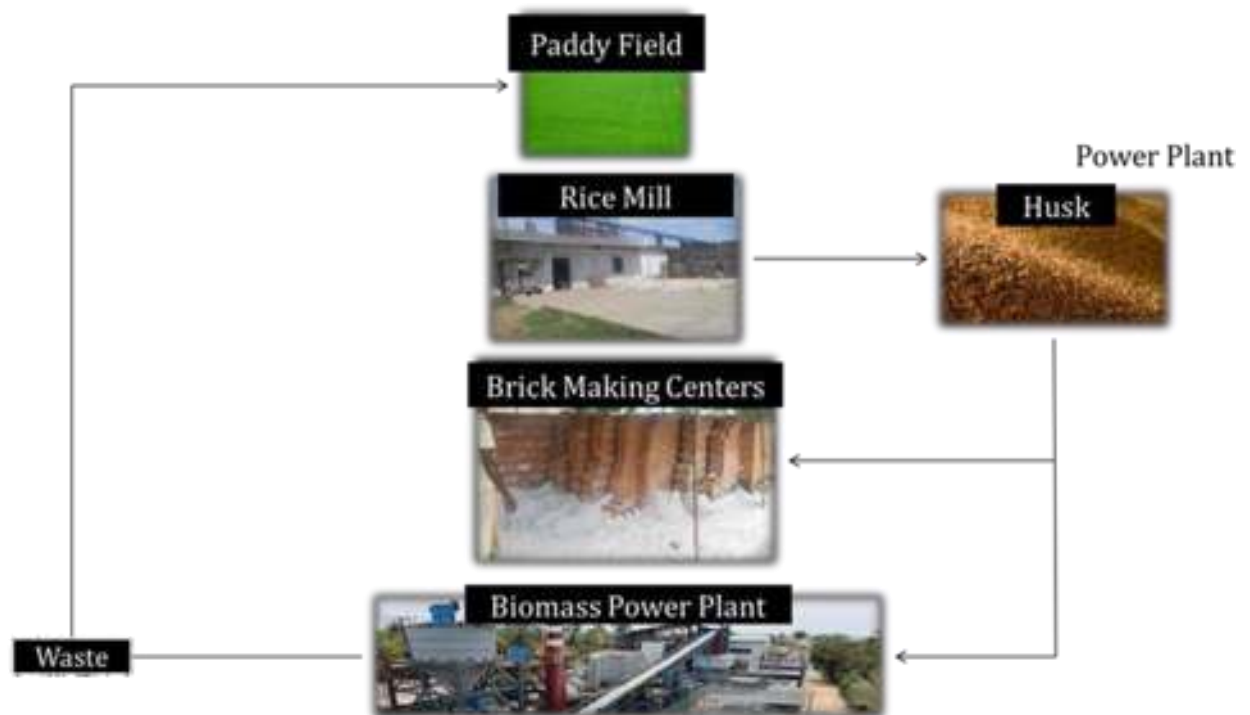 Paddy Field
Power Plant
Rice Mill
Husk
Brick Making Centers
Biomass Power Plant
Waste